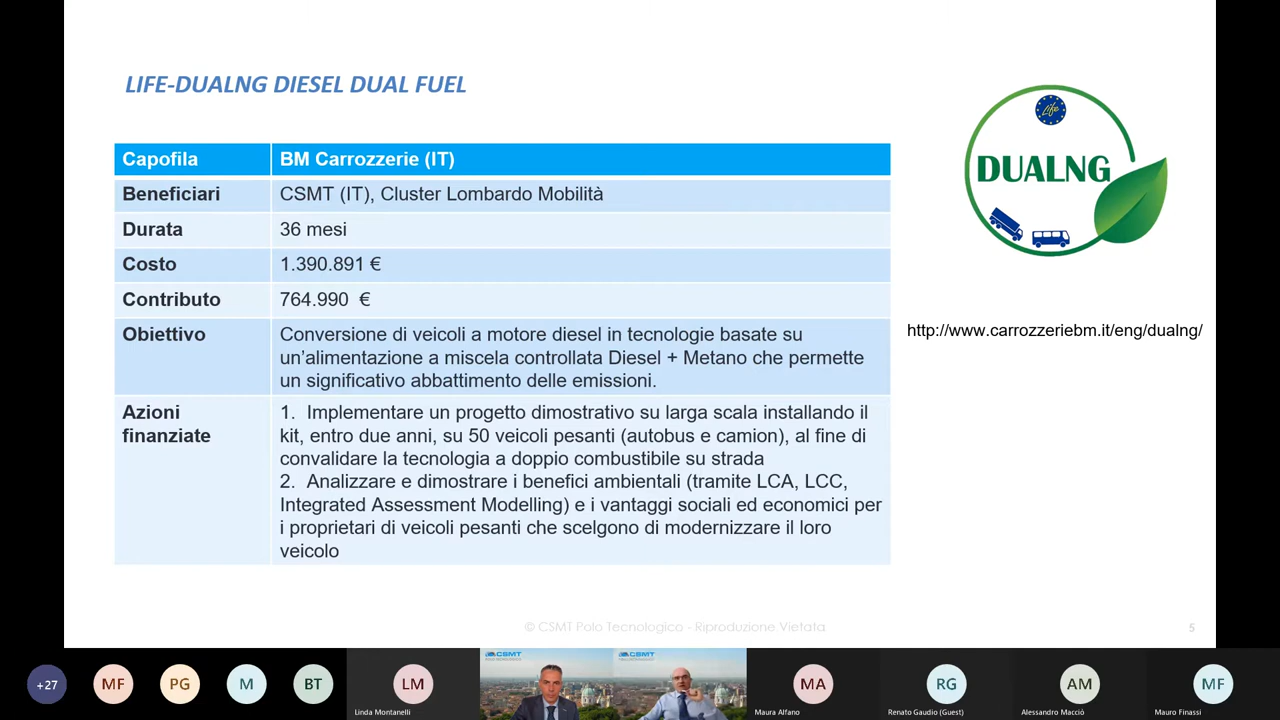 LIFE-DUALNG DIESEL DUAL FUEL
Capofila
BM Carrozzerie (IT)
Beneficiari
CSMT (IT), Cluster Lombardo Mobilità
Durata
36 mesi
Costo
1.390.891 €
Contributo
764.990 €
Obiettivo
Conversione di veicoli a motore diesel in tecnologie basate su
un’alimentazione a miscela controllata Diesel + Metano che permette
un significativo abbattimento delle emissioni.
Azioni
finanziate
1. Implementare un progetto dimostrativo su larga scala installando il
kit, entro due anni, su 50 veicoli pesanti (autobus e camion), al fine di
convalidare la tecnologia a doppio combustibile su strada
2. Analizzare e dimostrare i benefici ambientali (tramite LCA, LCC,
Integrated Assessment Modelling) e i vantaggi sociali ed economici per
i proprietari di veicoli pesanti che scelgono di modernizzare il loro
veicolo
Life
DUALNG
http://www.carrozzeriebm.it/eng/dualng/
© CSMT Polo Tecnologico - Riproduzione Vietata
5
+27
MF
PG
M
BT
LM
Linda Montanelli
CSMT
CSMT
MA
Maura Alfano
RG
Renato Gaudio (Guest)
AM
Alessandro Macciò
MF
Mauro Finassi